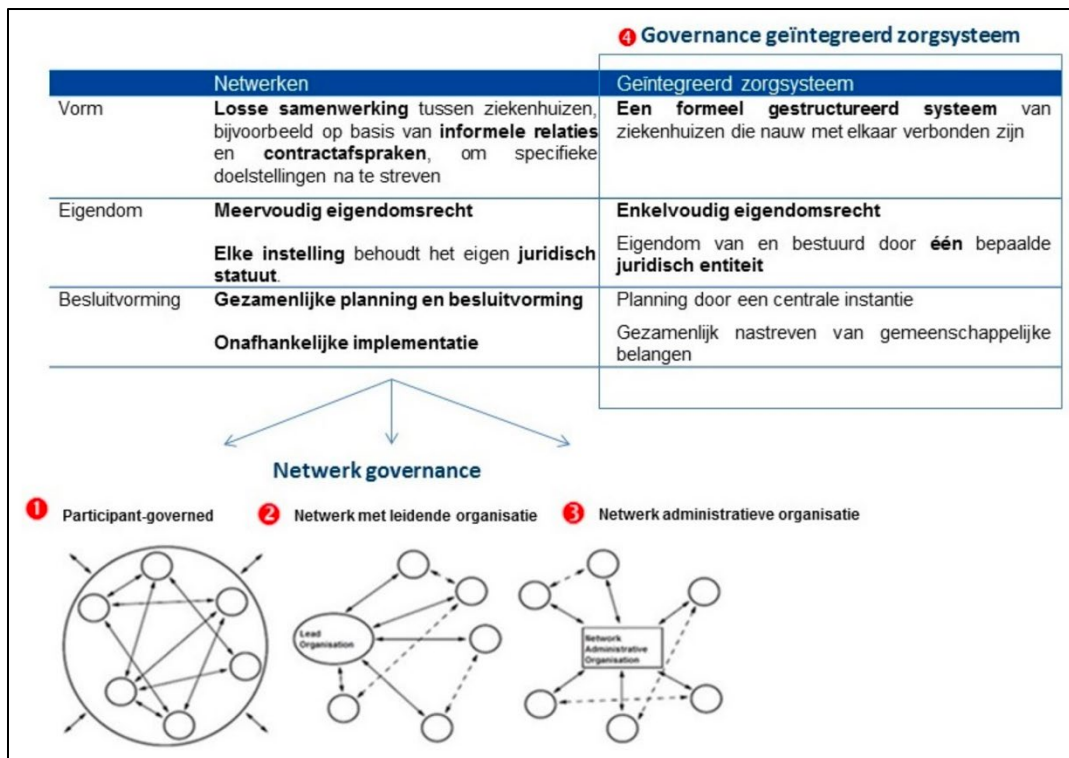 4 Governance geïntegreerd zorgsysteem
Netwerken
Geïntegreerd zorgsysteem
Vorm
Losse samenwerking tussen ziekenhuizen,
bijvoorbeeld op basis van informele relaties
en contractafspraken, om specifieke
doelstellingen na te streven
Een formeel gestructureerd systeem van
ziekenhuizen die nauw met elkaar verbonden zijn
Eigendom
Meervoudig eigendomsrecht
Elke instelling behoudt het eigen juridisch
statuut.
Enkelvoudig eigendomsrecht
Eigendom van en bestuurd door één bepaalde
juridisch entiteit
Besluitvorming
Gezamenlijke planning en besluitvorming
Onafhankelijke implementatie
Planning door een centrale instantie
Gezamenlijk nastreven van gemeenschappelijke
belangen
Netwerk governance
1 Participant-governed
2 Netwerk met leidende organisatie
3 Netwerk administratieve organisatie
Lead
Organisation
Network
Administrative
Organisation